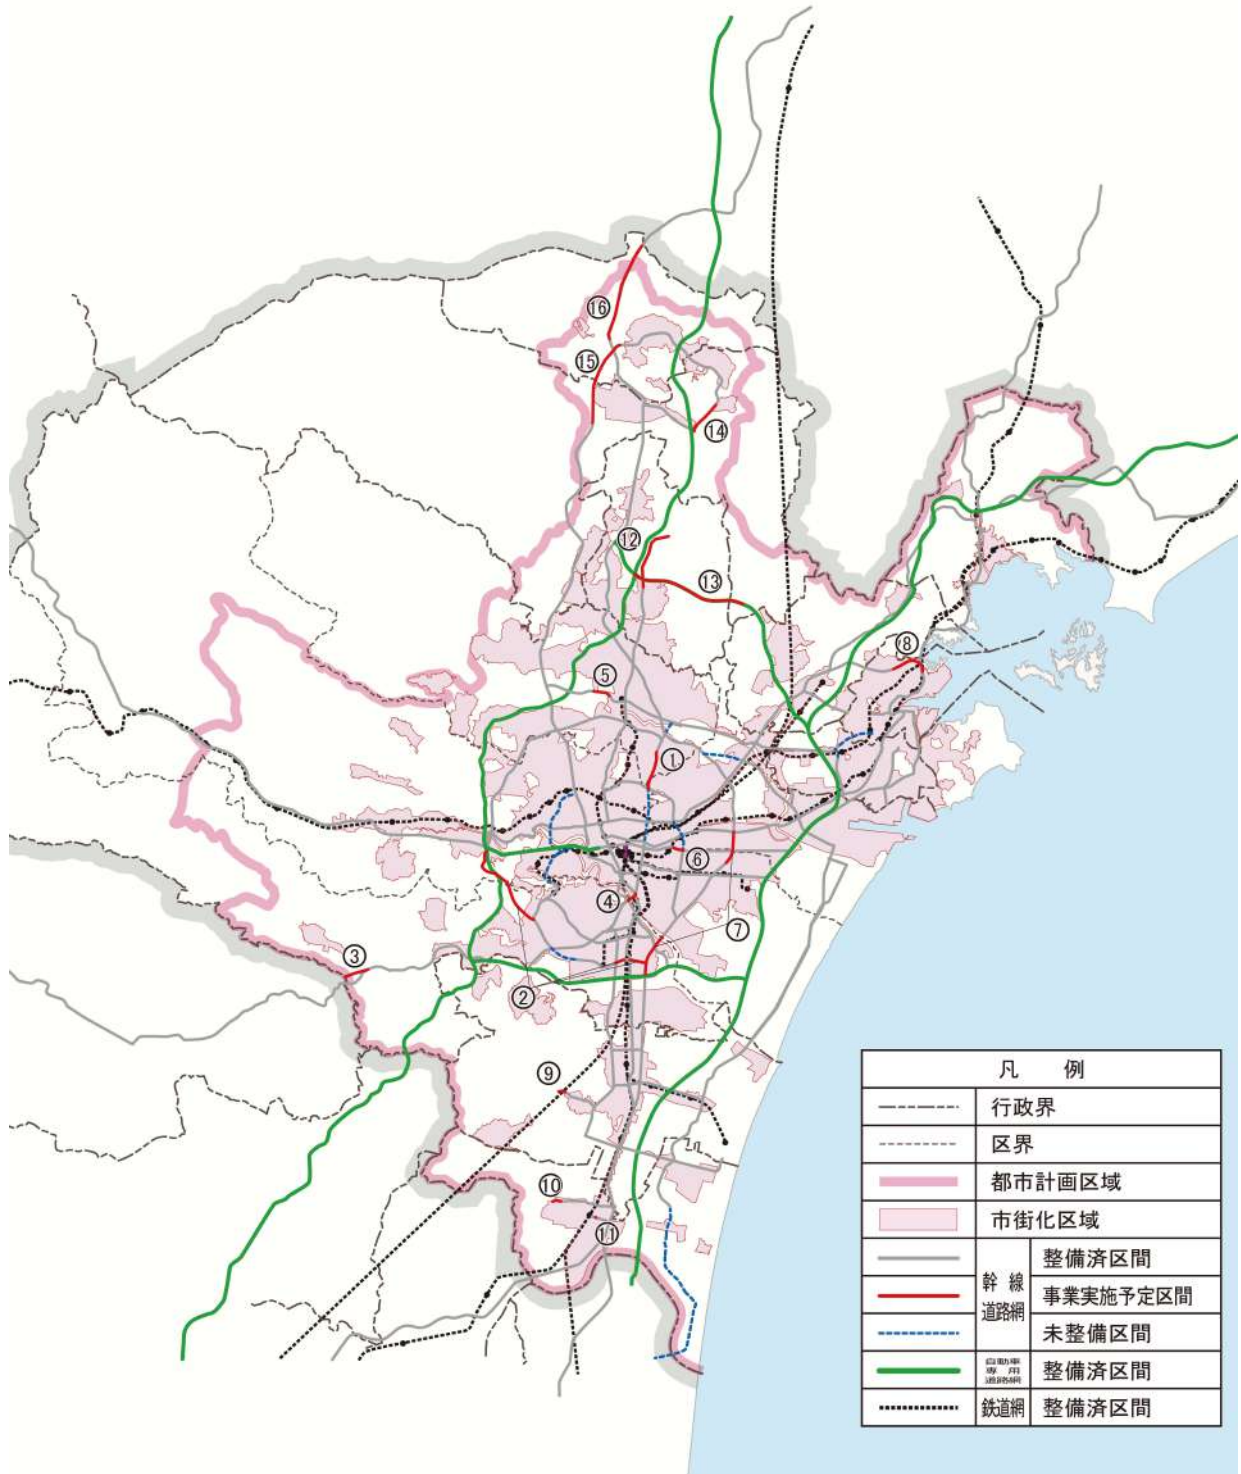 ⑯
⑮
⑭
⑫
⑬
⑧
⑤
①
⑥
④
⑦
③
②
⑨
⑩
⑪
凡 例
行政界
区界
都市計画区域
市街化区域
幹線道路網
整備済区間
事業実施予定区間
未整備区間
自動車専用道路網
整備済区間
鉄道網
整備済区間